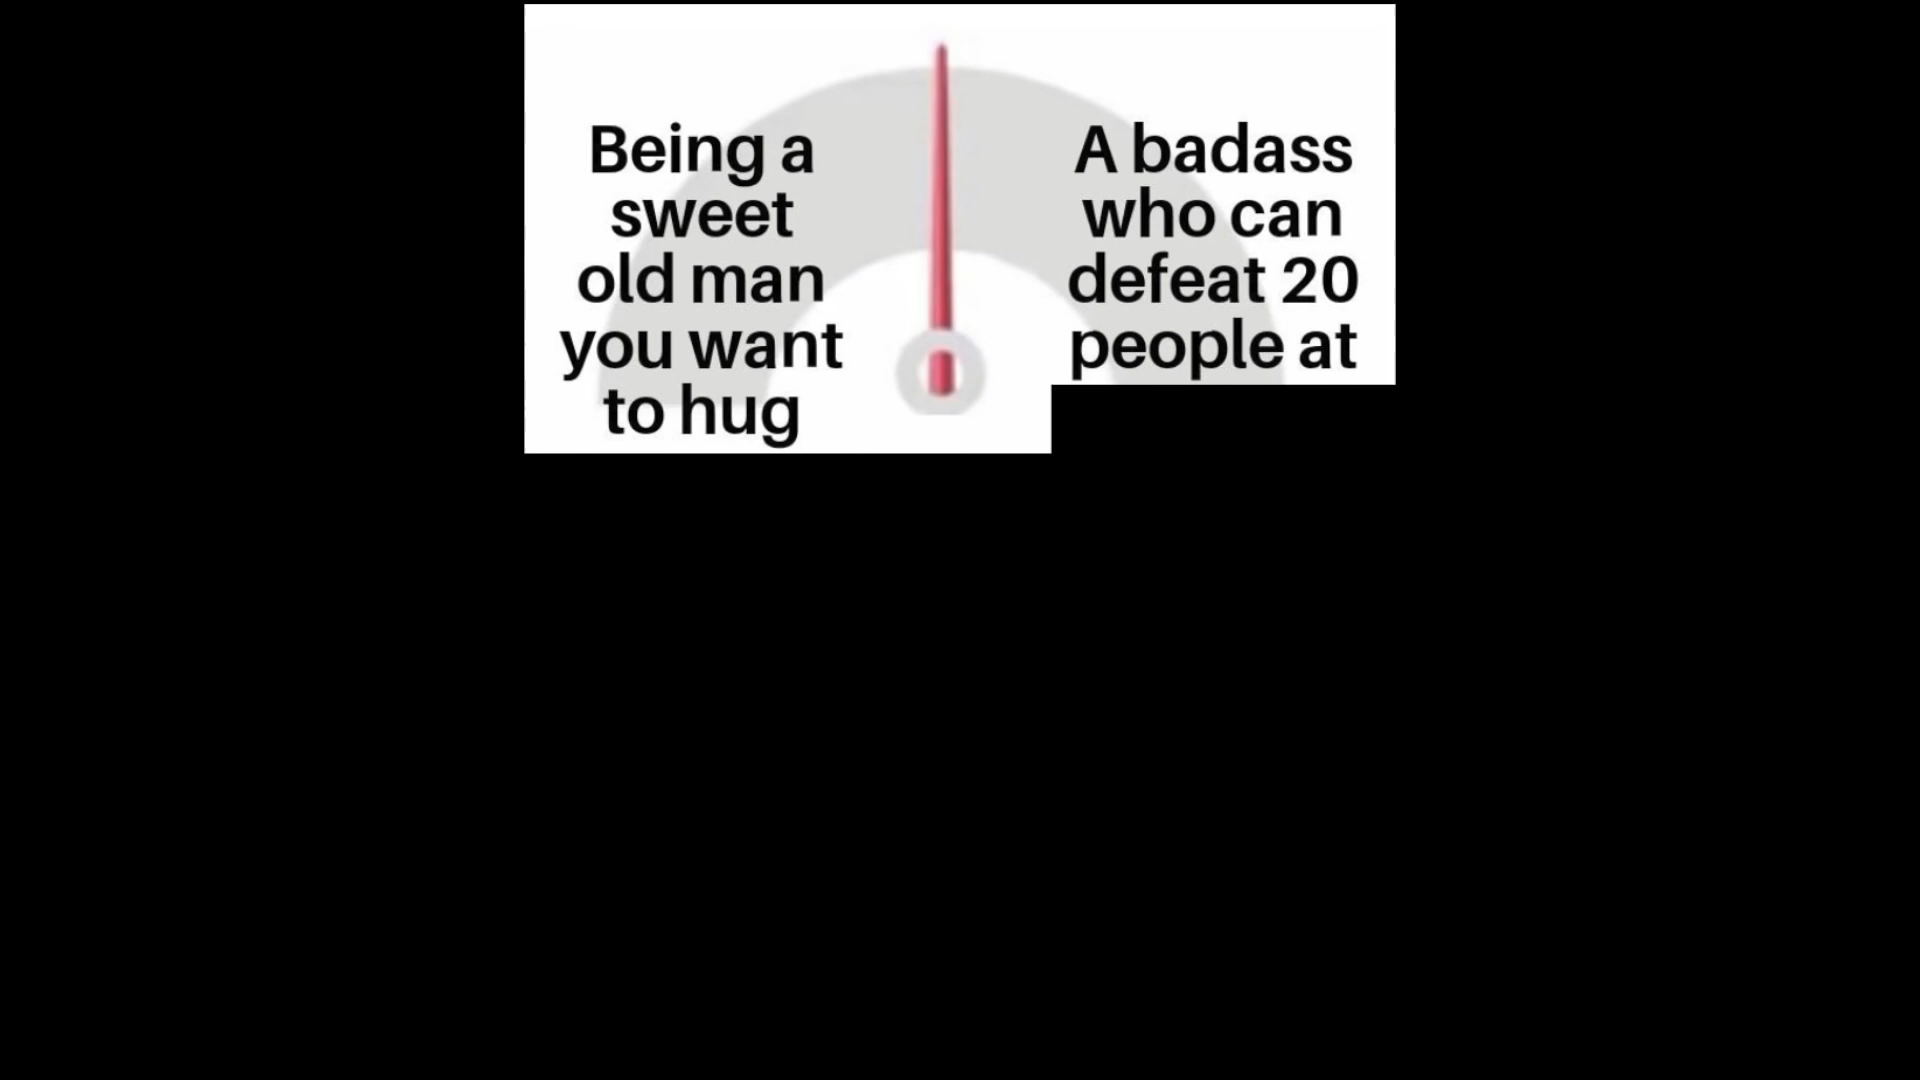 Being a
sweet
old man
you want
to hug
A badass
who can
defeat 20
people at